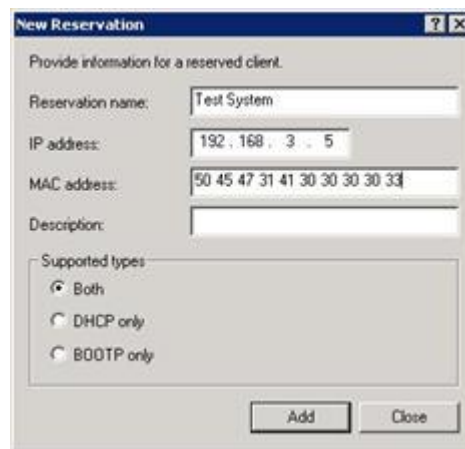 New Reservation
Provide information for a reserved client.
Reservation name: Test System
IP address: 192 . 168 . 3 . 5
MAC address: 50 45 47 31 41 30 30 30 30 33
Description:
Supported types
Both
DHCP only
BOOTP only
Add Close